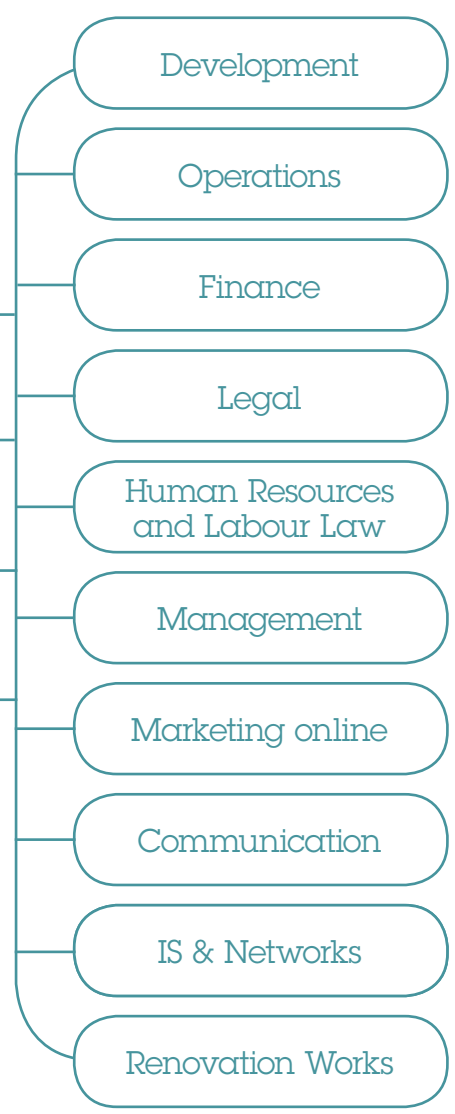 Development
Operations
Finance
Legal
Human Resources
and Labour Law
Management
Marketing online
Communication
IS & Networks
Renovation Works